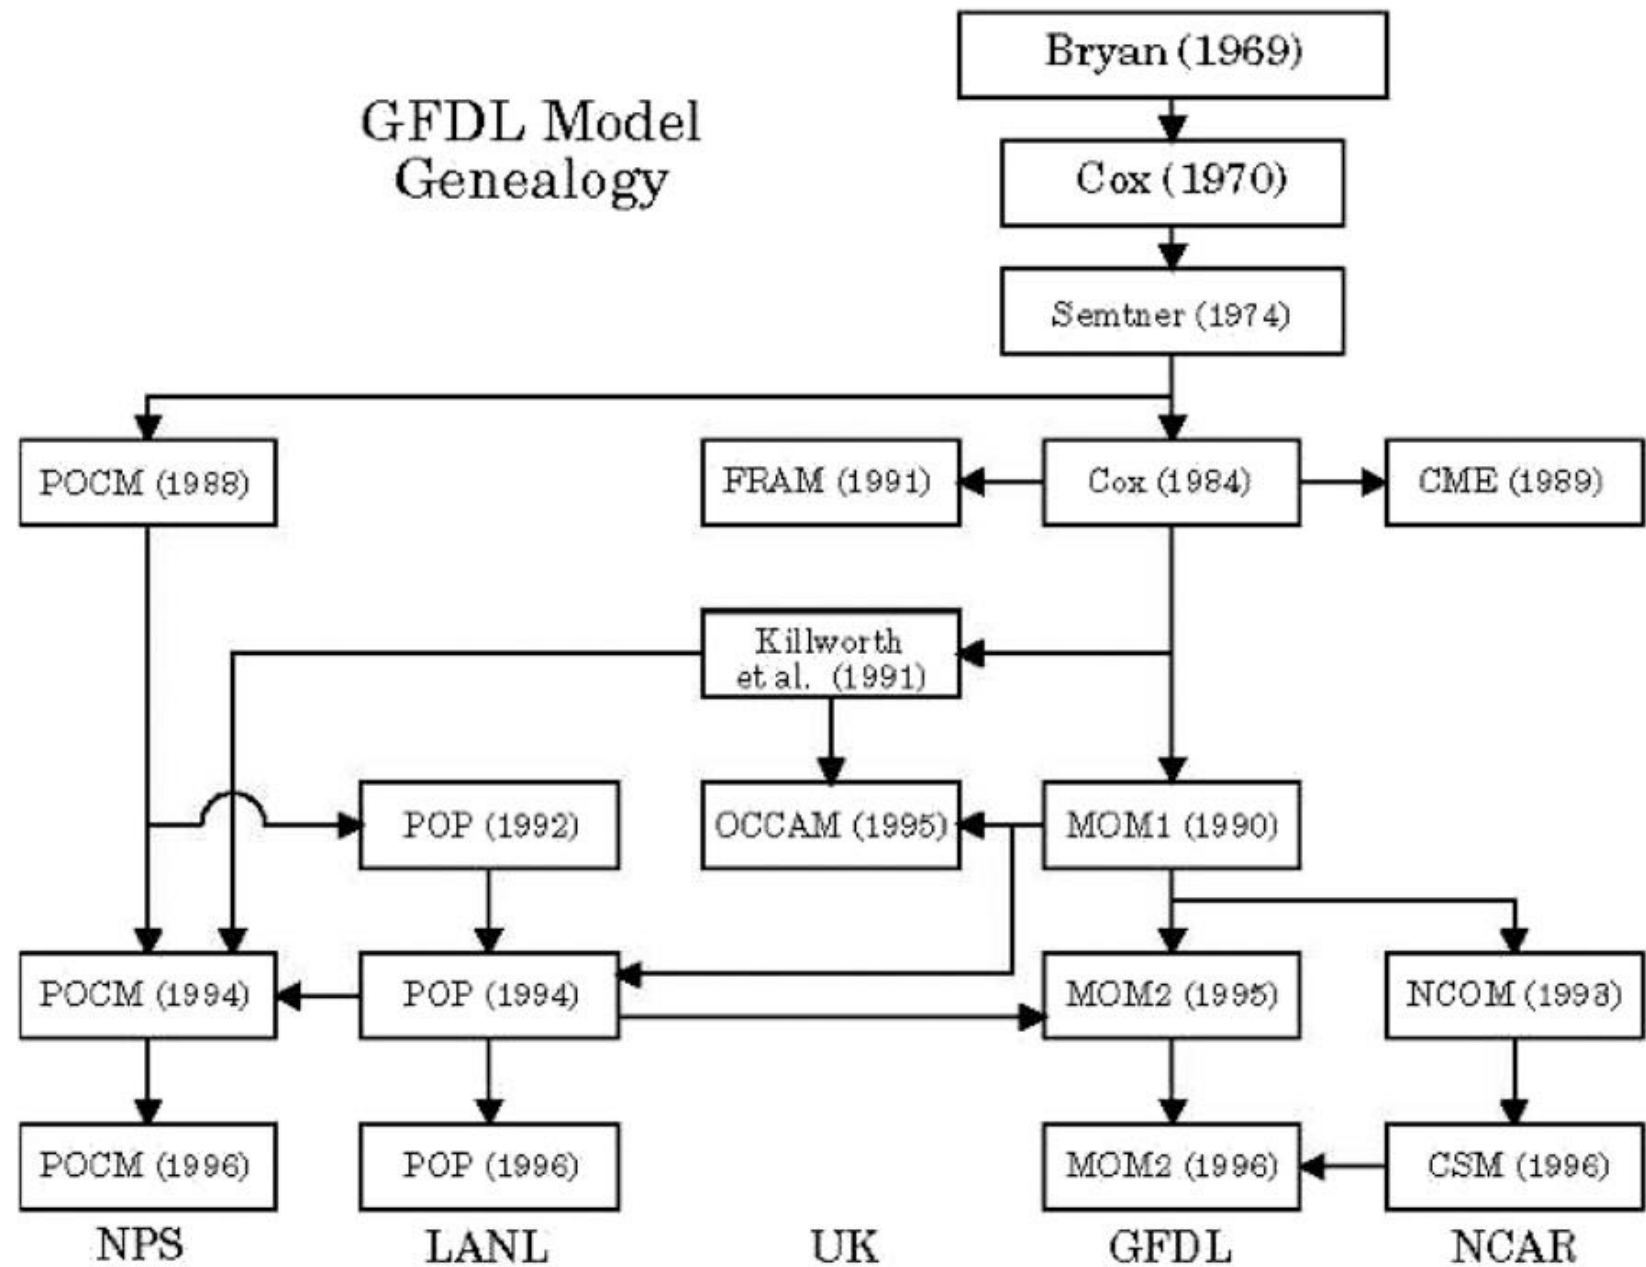 Bryan (1969)
GFDL Model
Genealogy
Cox (1970)
Semtner (1974)
POCM (1988)
FRAM (1991)
Cox (1984)
CME (1989)
Killworth
et al. (1991)
POP (1992)
OCCAM (1995)
MOM1 (1990)
POCM (1994)
POP (1994)
MOM2 (1995)
NCOM (1993)
POCM (1996)
POP (1996)
MOM2 (1996)
CSM (1996)
NPS
LANL
UK
GFDL
NCAR